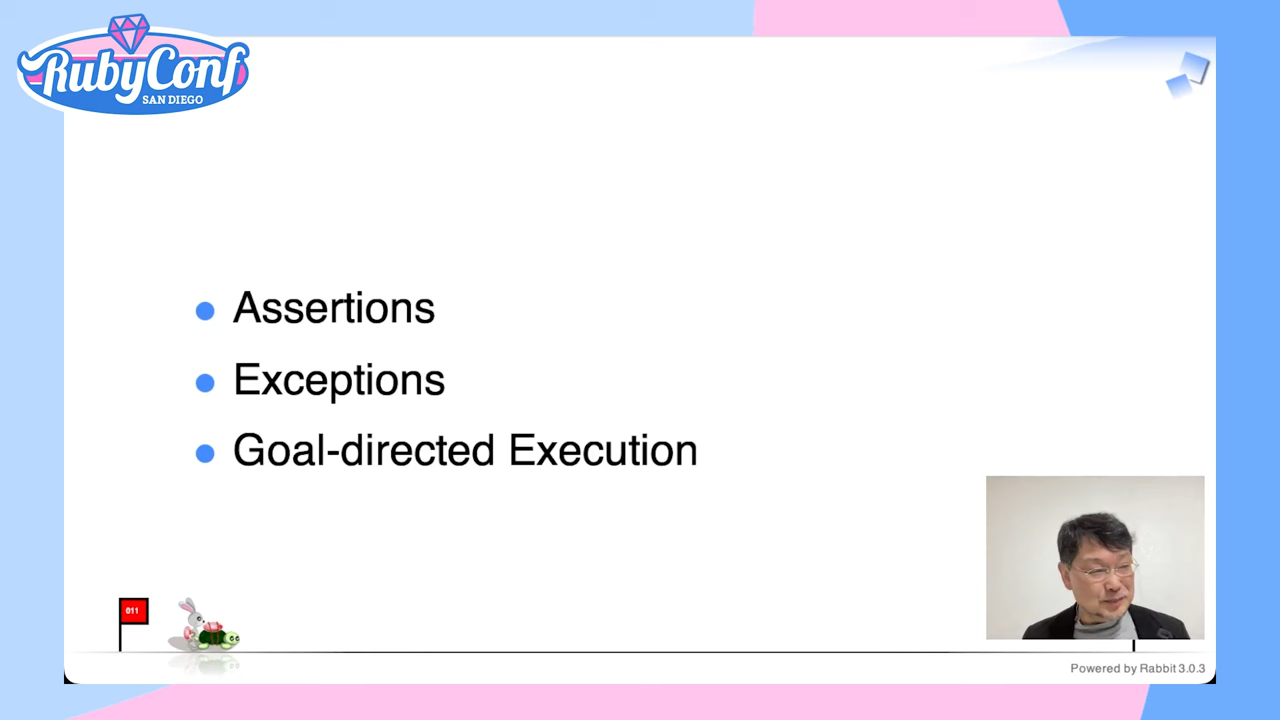 RubyConf
SAN DIEGO
Assertions
Exceptions
Goal-directed Execution
011
Powered by Rabbit 3.0.3